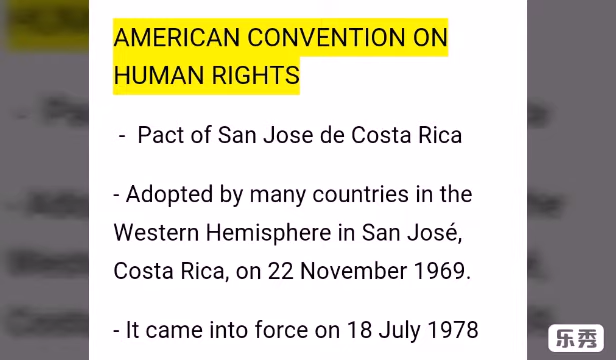 AMERICAN CONVENTION ON
HUMAN RIGHTS
- Pact of San Jose de Costa Rica
- Adopted by many countries in the
Western Hemisphere in San José,
Costa Rica, on 22 November 1969.
- It came into force on 18 July 1978
乐秀